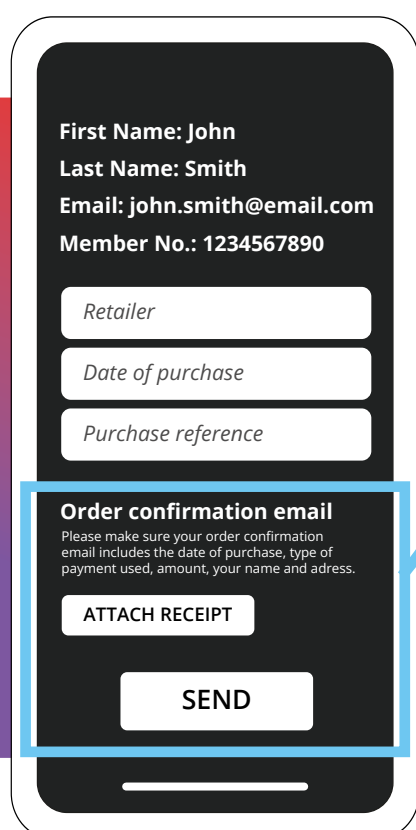 First Name: John
Last Name: Smith
Email: john.smith@email.com
Member No.: 1234567890
Retailer
Date of purchase
Purchase reference
Order confirmation email
Please make sure your order confirmation
email includes the date of purchase, type of
payment used, amount, your name and adress.
ATTACH RECEIPT
SEND